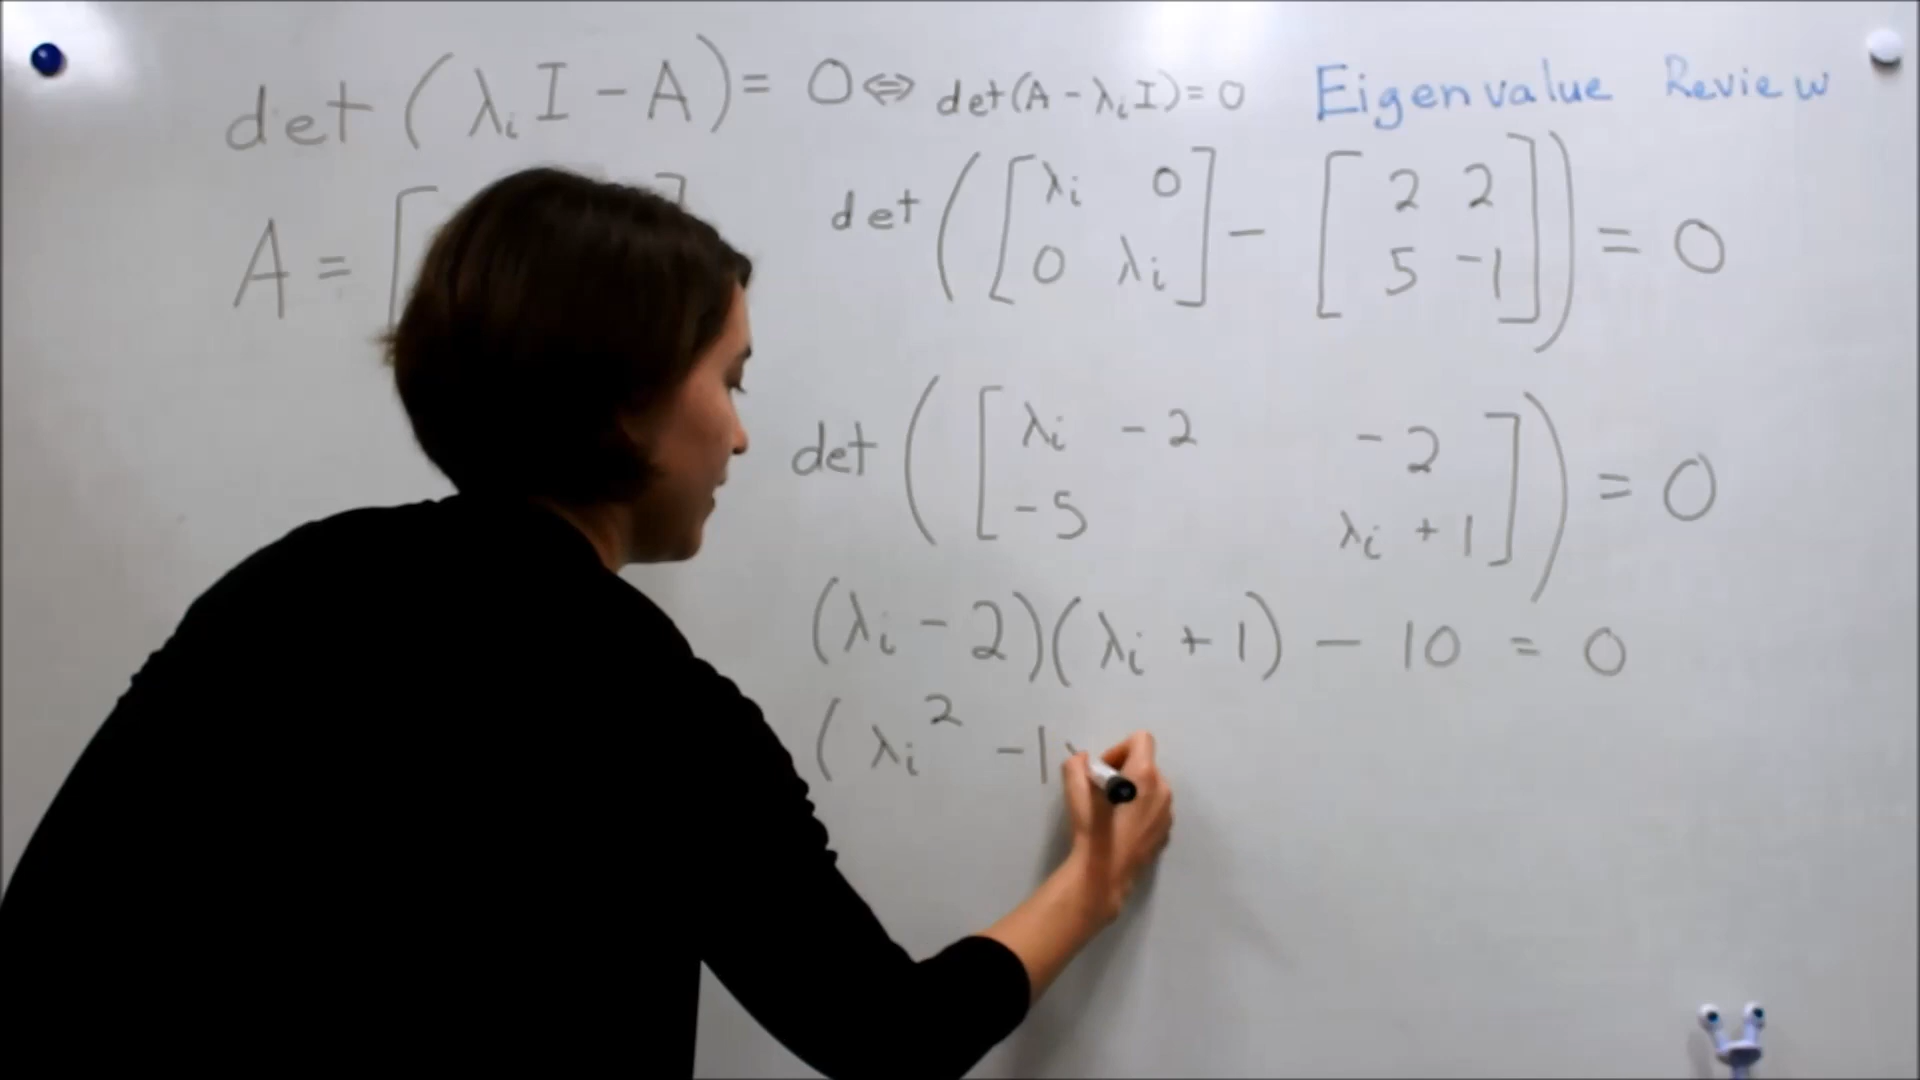 det (λᵢ I - A) = 0 ⇔ det(A - λᵢI) = 0
Eigenvalue Review
A = [
det ([λᵢ 0
0 λᵢ] - [2 2
5 -1]) = 0
det ([λᵢ - 2 -2
-5 λᵢ + 1]) = 0
(λᵢ - 2)(λᵢ + 1) - 10 = 0
(λᵢ² - 1